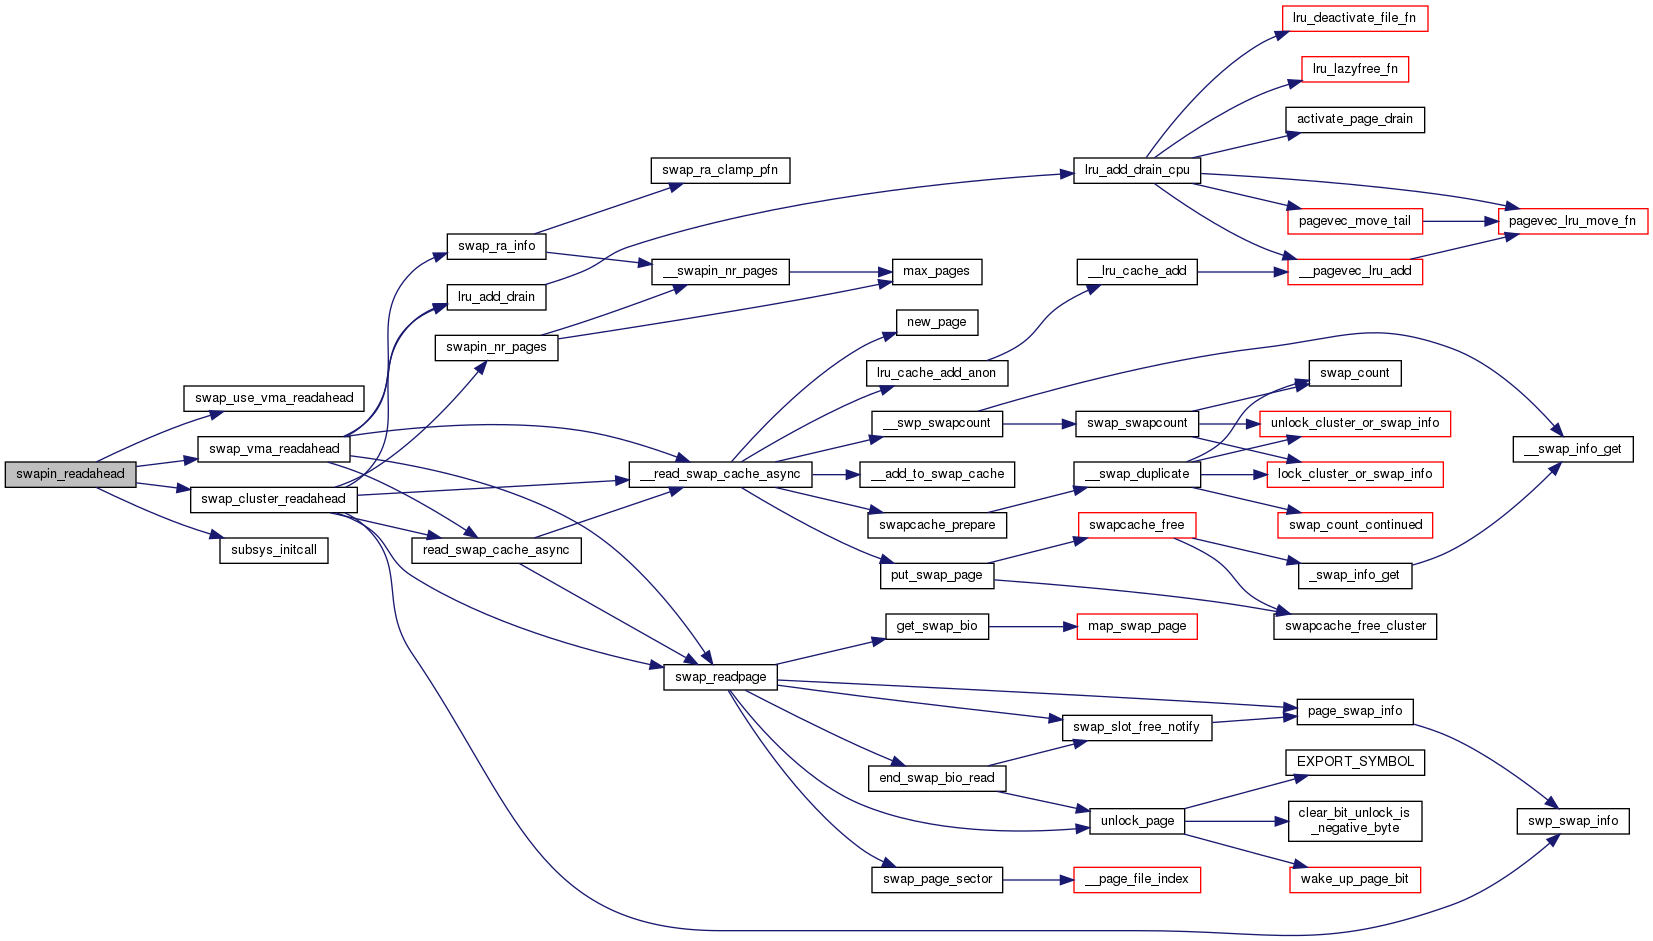 lru_deactivate_file_fn
lru_lazyfree_fn
activate_page_drain
swap_ra_clamp_pfn
lru_add_drain_cpu
pagevec_move_tail
pagevec_lru_move_fn
swap_ra_info
__swapin_nr_pages
max_pages
__lru_cache_add
__pagevec_lru_add
lru_add_drain
new_page
swapin_nr_pages
lru_cache_add_anon
swap_count
swap_use_vma_readahead
__swp_swapcount
swap_swapcount
unlock_cluster_or_swap_info
swap_vma_readahead
__swap_info_get
swapin_readahead
__read_swap_cache_async
__add_to_swap_cache
__swap_duplicate
lock_cluster_or_swap_info
swap_cluster_readahead
swapcache_prepare
swapcache_free
swap_count_continued
subsys_initcall
read_swap_cache_async
put_swap_page
_swap_info_get
get_swap_bio
map_swap_page
swapcache_free_cluster
swap_readpage
page_swap_info
swap_slot_free_notify
EXPORT_SYMBOL
end_swap_bio_read
unlock_page
clear_bit_unlock_is
_negative_byte
swp_swap_info
swap_page_sector
__page_file_index
wake_up_page_bit